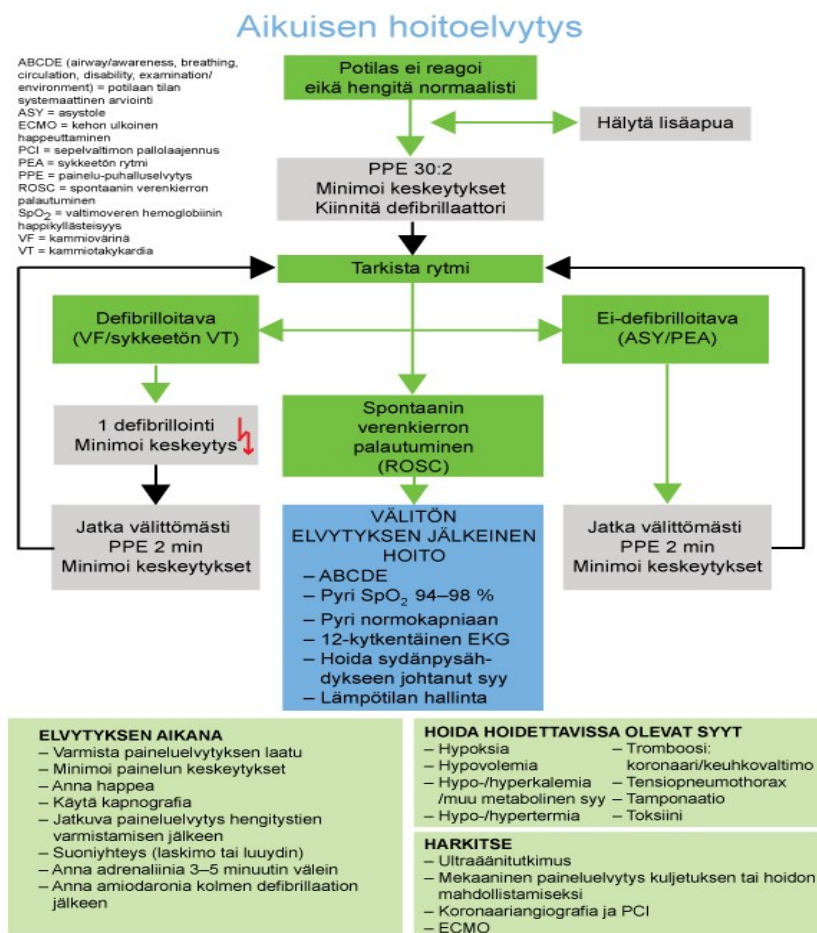 Aikuisen hoitoelvytys
ABCDE (airway/awareness, breathing,
circulation, disability, examination/
environment) = potilaan tilan
systemaattinen arviointi
ASY = asystole
ECMO = kehon ulkoinen
happeuttaminen
PCI = sepelvaltimon pallolaajennus
PEA = sykkeetön rytmi
PPE = painelu-puhalluselvytys
ROSC = spontaanin verenkierron
palautuminen
SpO₂ = valtimoveren hemoglobiinin
happikyllästeisyys
VF = kammiovärinä
VT = kammiotakykardia
Potilas ei reagoi
eikä hengitä normaalisti
Hälytä lisäapua
PPE 30:2
Minimoi keskeytykset
Kiinnitä defibrillaattori
Tarkista rytmi
Defibrilloitava
(VF/sykkeetön VT)
Ei-defibrilloitava
(ASY/PEA)
1 defibrillointi
Minimoi keskeytys
Spontaanin
verenkierron
palautuminen
(ROSC)
Jatka välittömästi
PPE 2 min
Minimoi keskeytykset
VÄLITÖN
ELVYTYKSEN JÄLKEINEN
HOITO
– ABCDE
– Pyri SpO₂ 94–98 %
– Pyri normokapniaan
– 12-kytkentäinen EKG
– Hoida sydänpysäh-
dykseen johtanut syy
– Lämpötilan hallinta
Jatka välittömästi
PPE 2 min
Minimoi keskeytykset
ELVYTYKSEN AIKANA
– Varmista paineluelvytyksen laatu
– Minimoi painelun keskeytykset
– Anna happea
– Käytä kapnografia
– Jatkuva paineluelvytys hengitystien
varmistamisen jälkeen
– Suoniyhteys (laskimo tai luuydin)
– Anna adrenaliinia 3–5 minuutin välein
– Anna amiodaronia kolmen defibrillaation
jälkeen
HOIDA HOIDETTAVISSA OLEVAT SYYT
– Hypoksia
– Hypovolemia
– Hypo-/hyperkalemia
/muu metabolinen syy
– Hypo-/hypertermia
– Tromboosi:
koronaari/keuhkovaltimo
– Tensiopneumothorax
– Tamponaatio
– Toksiini
HARKITSE
– Ultraäänitutkimus
– Mekaaninen paineluelvytys kuljetuksen tai hoidon
mahdollistamiseksi
– Koronaariangiografia ja PCI
– ECMO